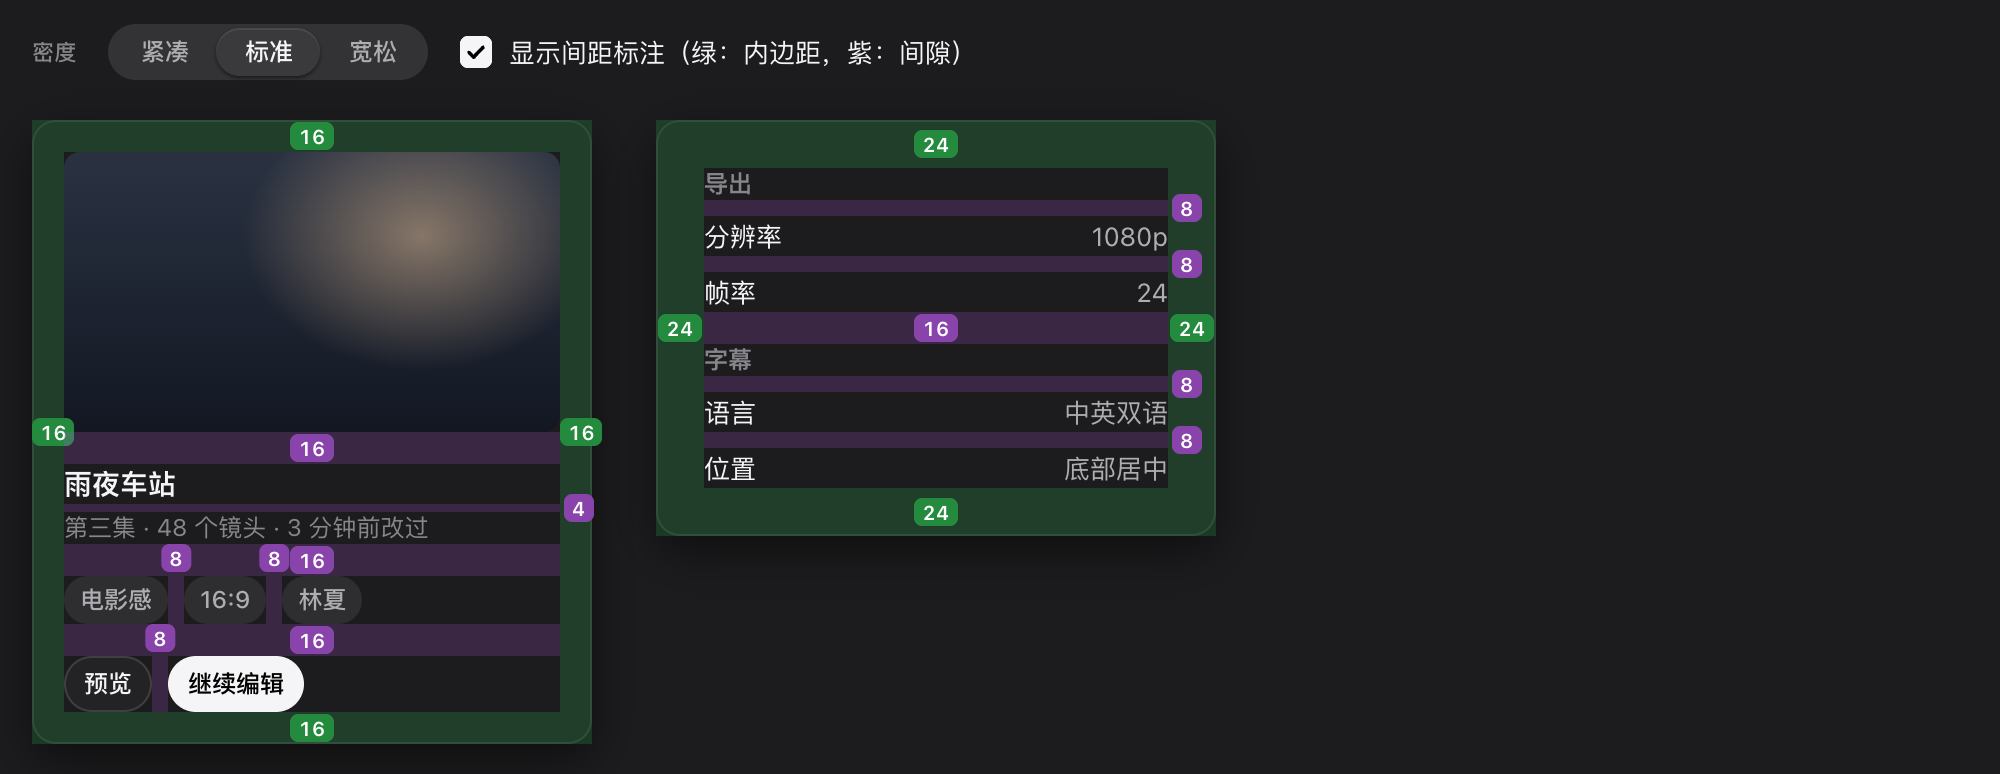 密度 紧凑 标准 宽松 显示间距标注（绿：内边距，紫：间隙）
16
16 16
16
雨夜车站
4
第三集 · 48 个镜头 · 3 分钟前改过
8 8 16
电影感 16:9 林夏
8 16
预览 继续编辑
16
24
导出
8
分辨率 1080p
8
帧率 24
24 16 24
字幕
8
语言 中英双语
8
位置 底部居中
24